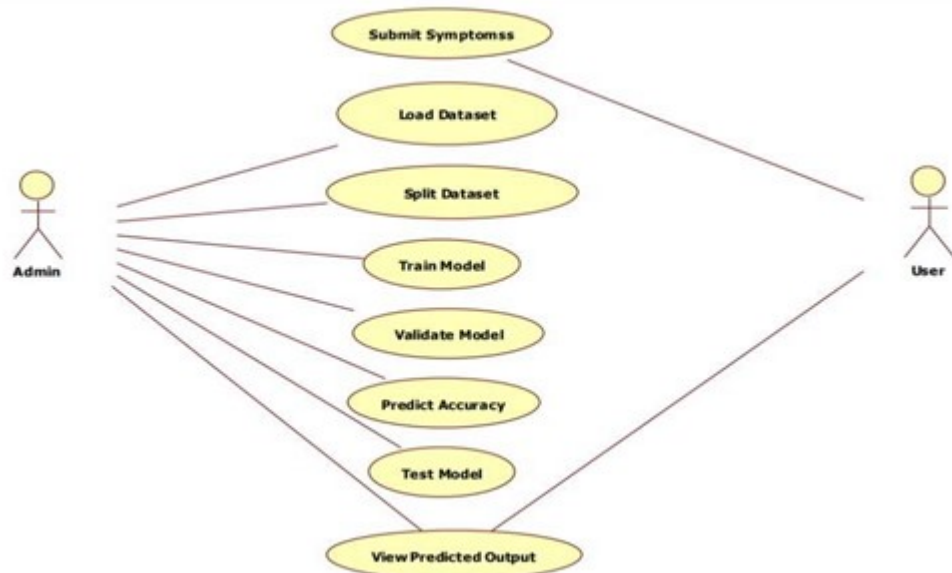 Submit Symptomss
Load Dataset
Split Dataset
Admin
User
Train Model
Validate Model
Predict Accuracy
Test Model
View Predicted Output